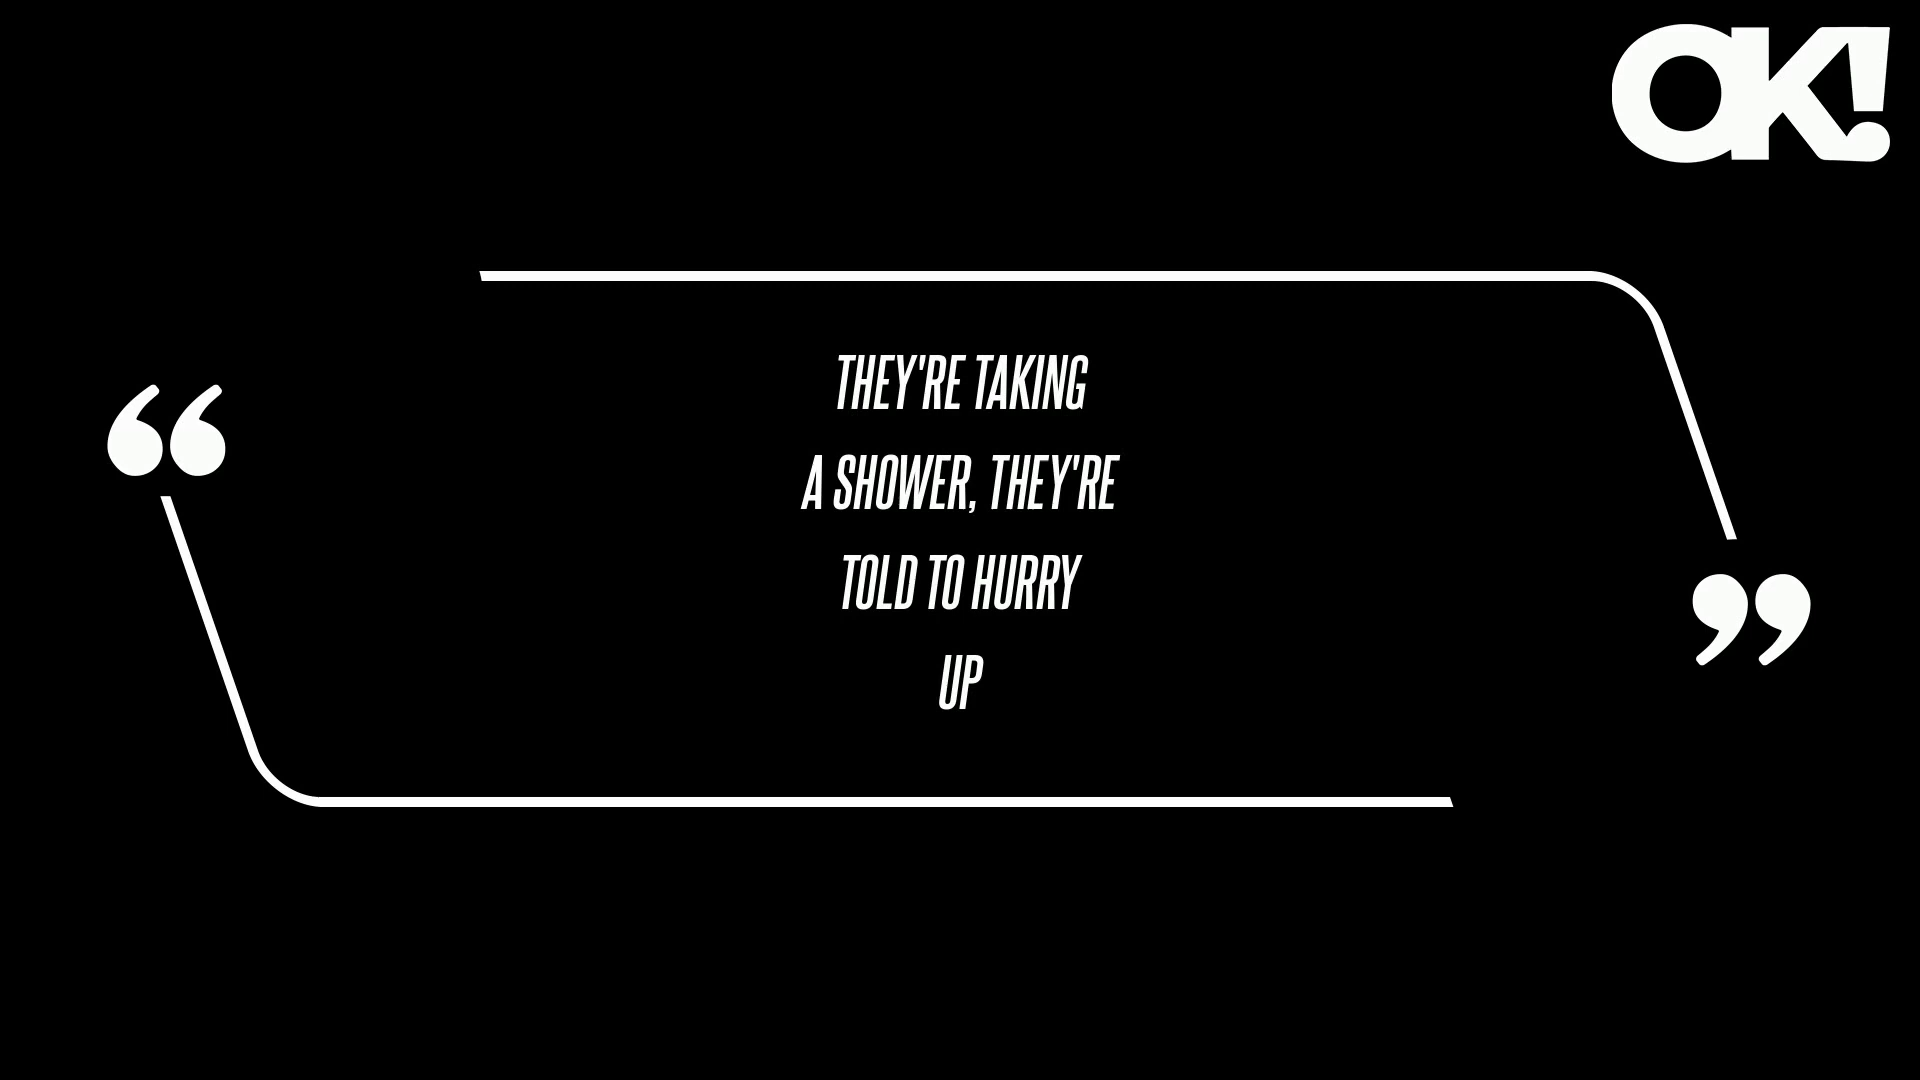 OK!
“
THEY'RE TAKING
A SHOWER, THEY'RE
TOLD TO HURRY
UP
”